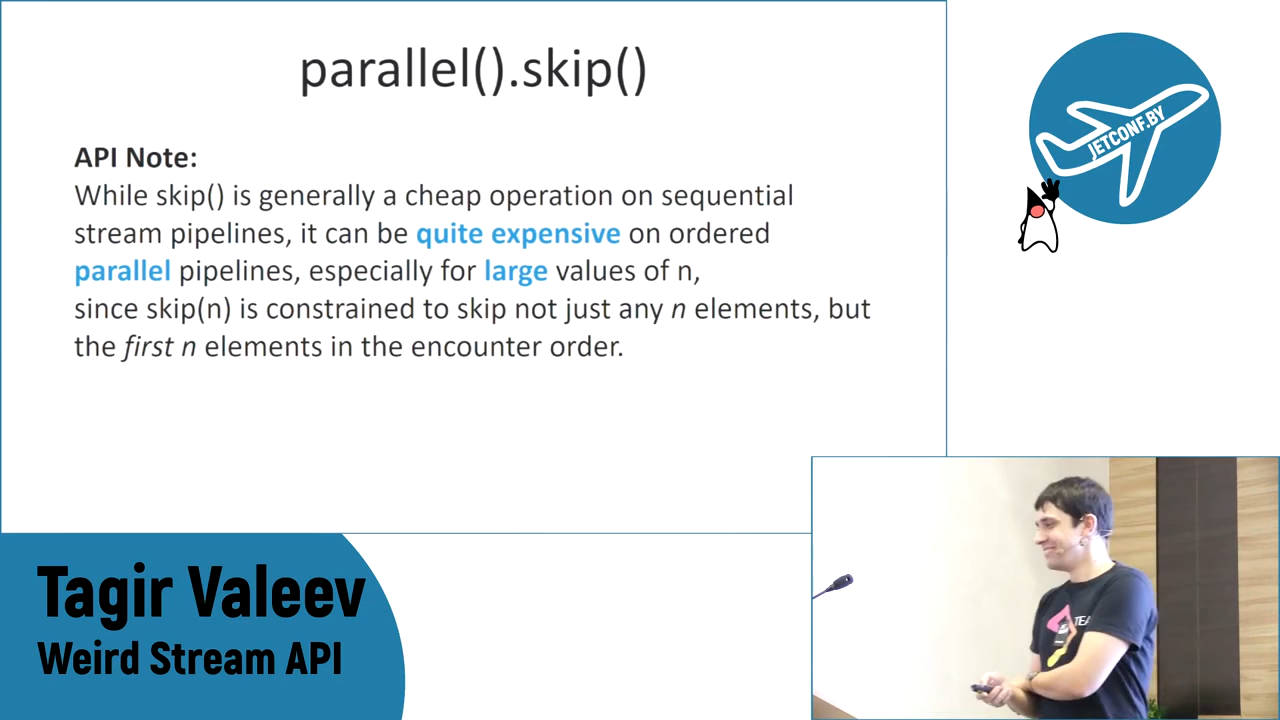 parallel().skip()
API Note:
While skip() is generally a cheap operation on sequential
stream pipelines, it can be quite expensive on ordered
parallel pipelines, especially for large values of n,
since skip(n) is constrained to skip not just any n elements, but
the first n elements in the encounter order.
JETCONF.BY
Tagir Valeev
Weird Stream API